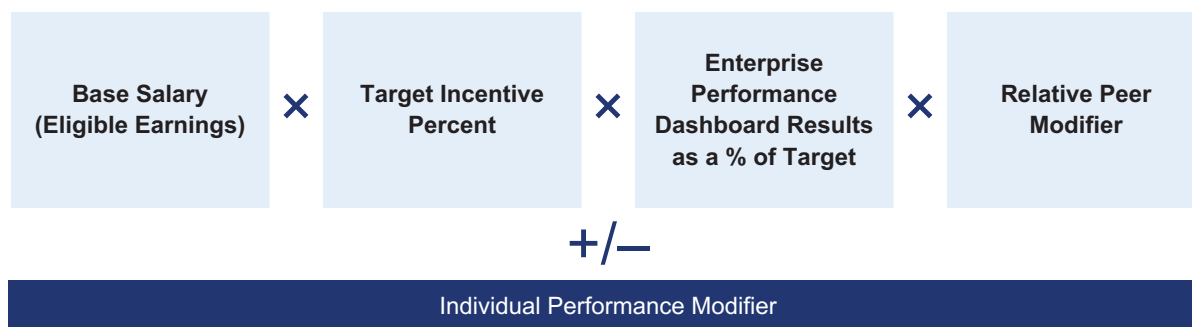 Base Salary
(Eligible Earnings)
×
Target Incentive
Percent
×
Enterprise
Performance
Dashboard Results
as a % of Target
×
Relative Peer
Modifier
+/–
Individual Performance Modifier